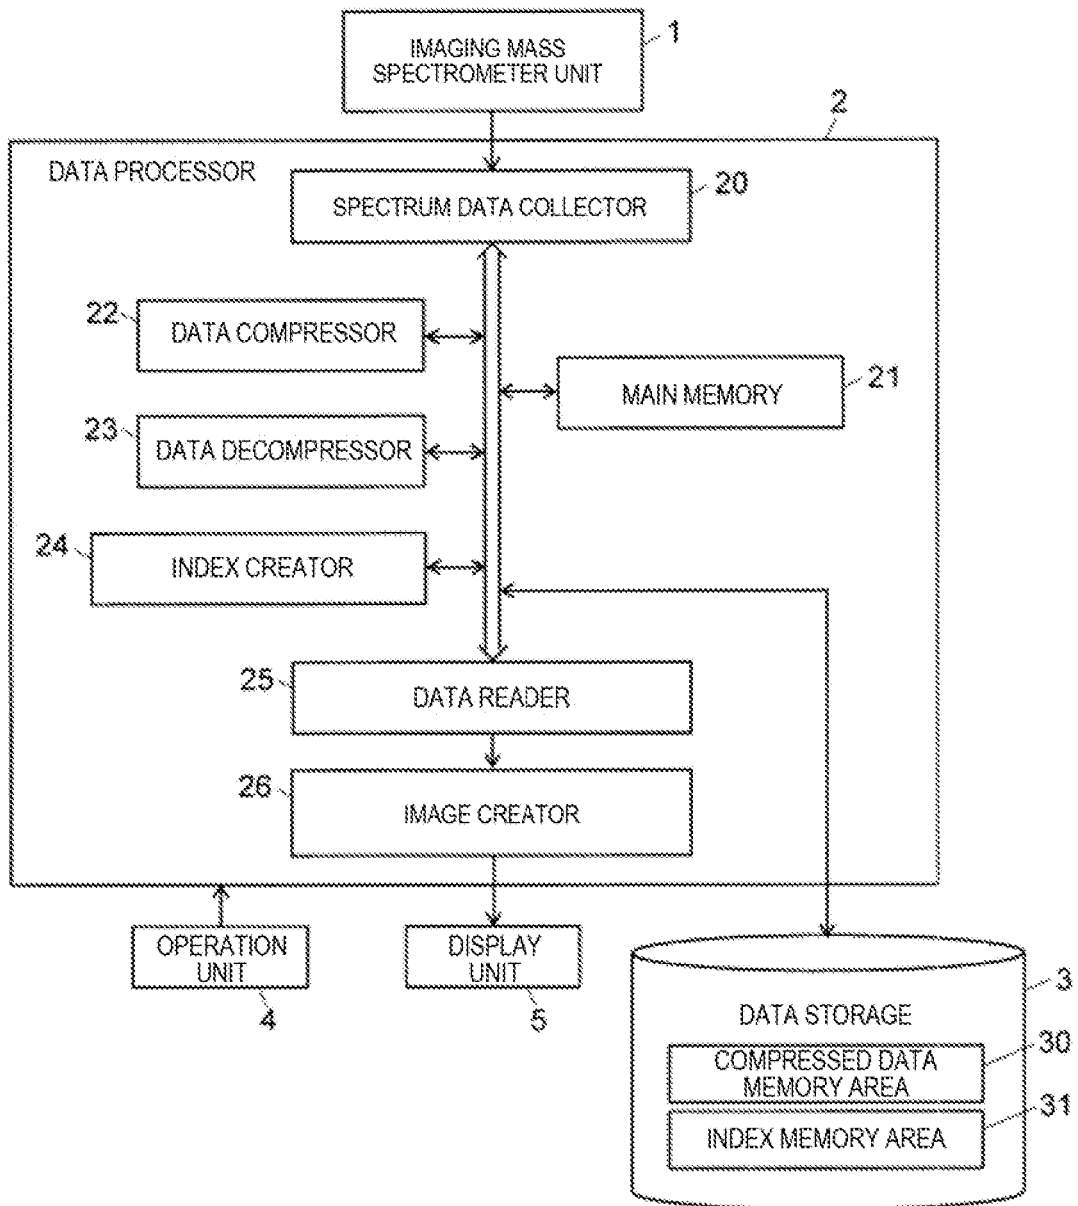 IMAGING MASS
SPECTROMETER UNIT
1
2
DATA PROCESSOR
SPECTRUM DATA COLLECTOR
20
22
DATA COMPRESSOR
MAIN MEMORY
21
23
DATA DECOMPRESSOR
24
INDEX CREATOR
25
DATA READER
26
IMAGE CREATOR
OPERATION
UNIT
4
DISPLAY
UNIT
5
3
DATA STORAGE
COMPRESSED DATA
MEMORY AREA
30
INDEX MEMORY AREA
31